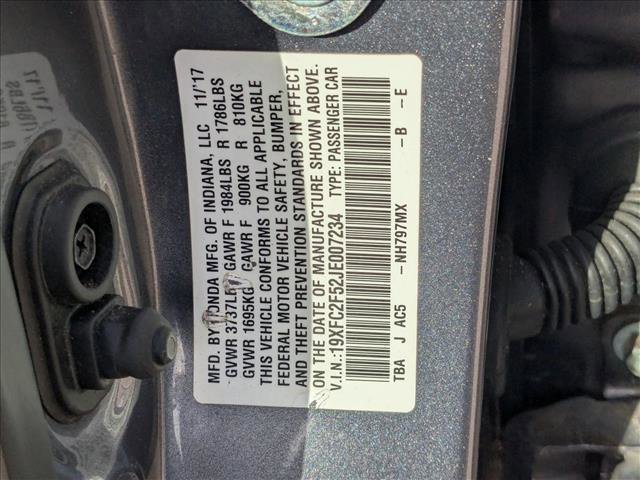 MFD. BY HONDA MFG. OF INDIANA, LLC 11/'17
GVWR 3737LBS GAWR F 1984LBS R 1786LBS
GVWR 1695KG GAWR F 900KG R 810KG
THIS VEHICLE CONFORMS TO ALL APPLICABLE
FEDERAL MOTOR VEHICLE SAFETY, BUMPER,
AND THEFT PREVENTION STANDARDS IN EFFECT
ON THE DATE OF MANUFACTURE SHOWN ABOVE.
V.I.N.:19XFC2F52JE007234 TYPE: PASSENGER CAR
TBA J AC5 -NH797MX -B -E